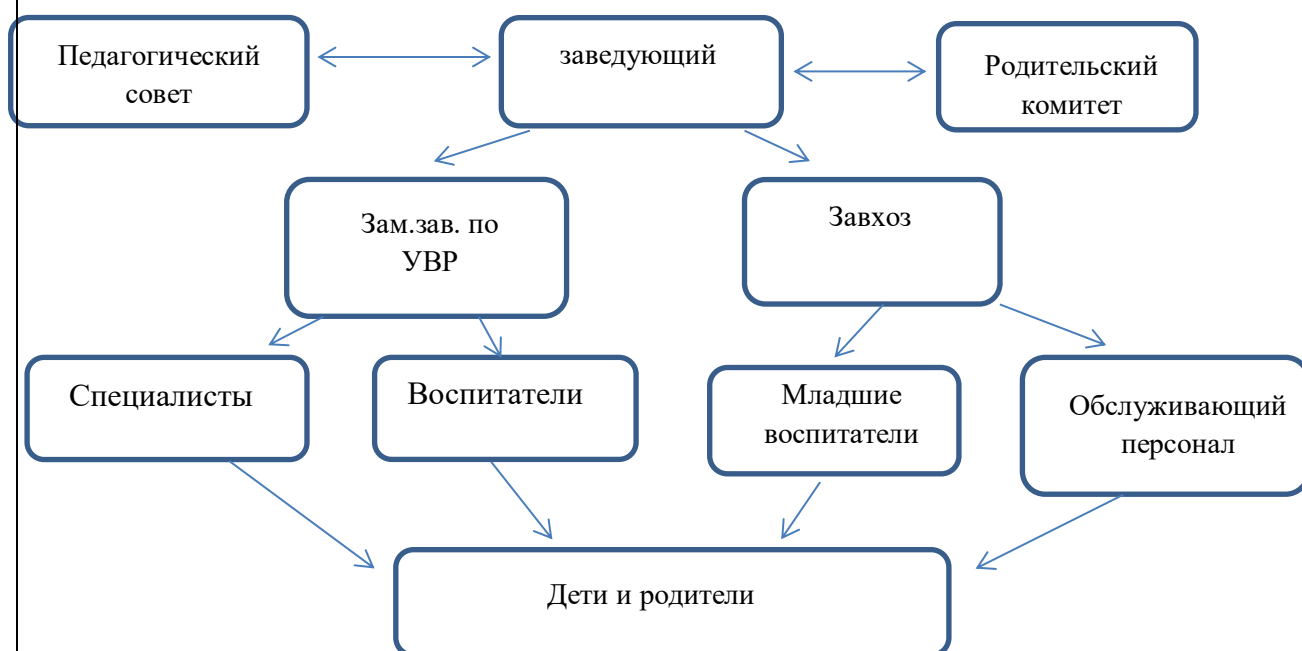 Педагогический
совет
заведующий
Родительский
комитет
Зам.зав. по
УВР
Завхоз
Специалисты
Воспитатели
Младшие
воспитатели
Обслуживающий
персонал
Дети и родители